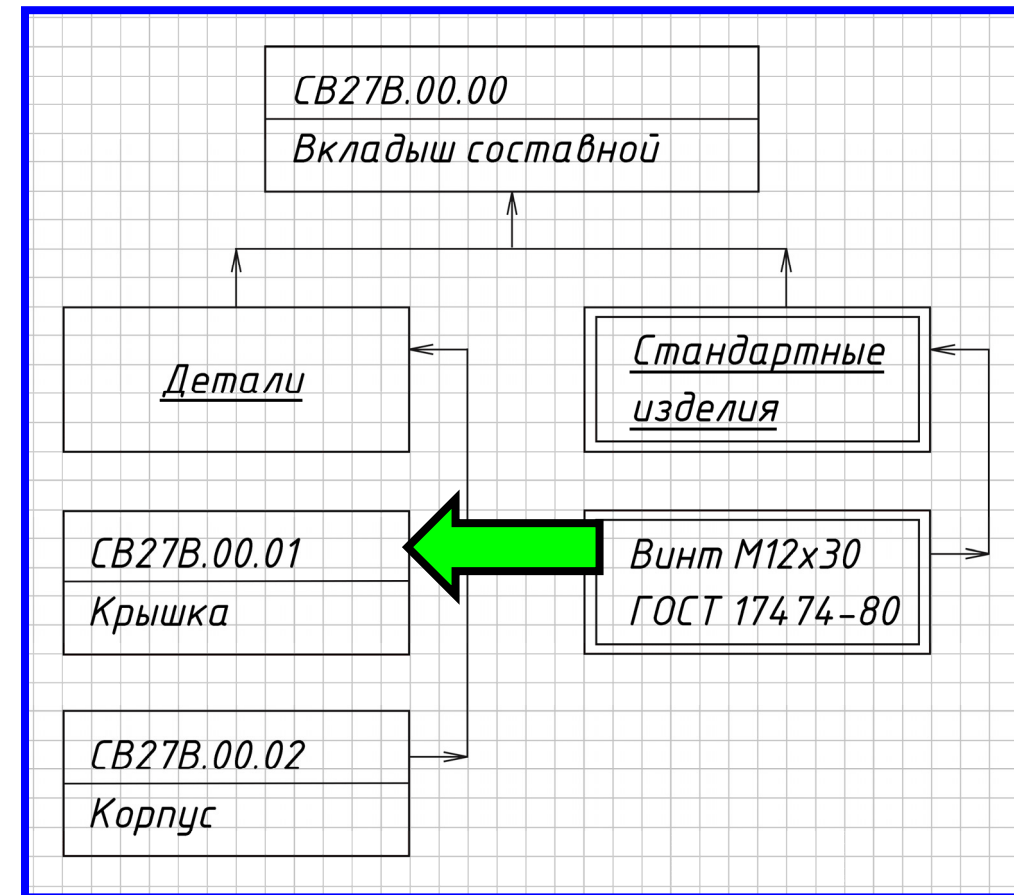 СВ27В.00.00
Вкладыш составной
Детали
Стандартные
изделия
СВ27В.00.01
Крышка
Винт М12х30
ГОСТ 17474-80
СВ27В.00.02
Корпус